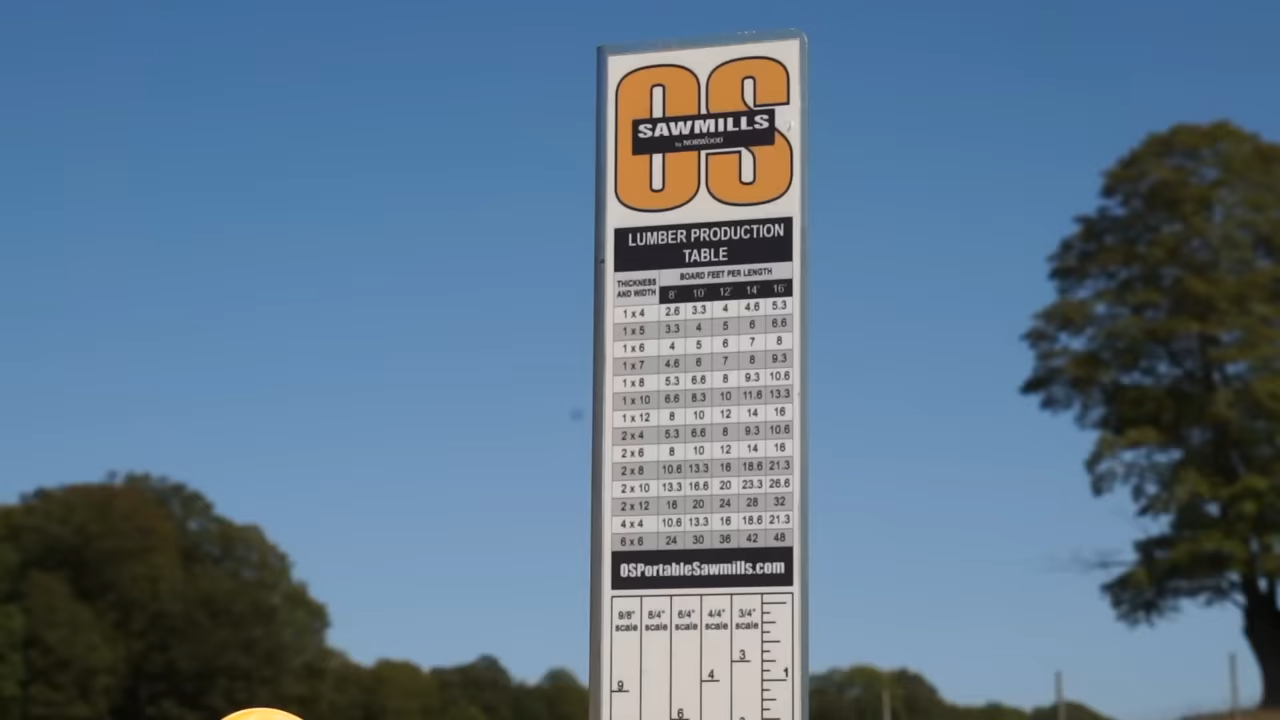 OS
SAWMILLS
by NORWOOD
LUMBER PRODUCTION
TABLE
THICKNESS AND WIDTH BOARD FEET PER LENGTH
8' 10' 12' 14' 16'
1 x 4 2.6 3.3 4 4.6 5.3
1 x 5 3.3 4 5 6 6.6
1 x 6 4 5 6 7 8
1 x 7 4.6 6 7 8 9.3
1 x 8 5.3 6.6 8 9.3 10.6
1 x 10 6.6 8.3 10 11.6 13.3
1 x 12 8 10 12 14 16
2 x 4 5.3 6.6 8 9.3 10.6
2 x 6 8 10 12 14 16
2 x 8 10.6 13.3 16 18.6 21.3
2 x 10 13.3 16.6 20 23.3 26.6
2 x 12 16 20 24 28 32
4 x 4 10.6 13.3 16 18.6 21.3
6 x 6 24 30 36 42 48
OSPortableSawmills.com
9/8" 8/4" 6/4" 4/4" 3/4"
scale scale scale scale scale
3
4 1
9
6